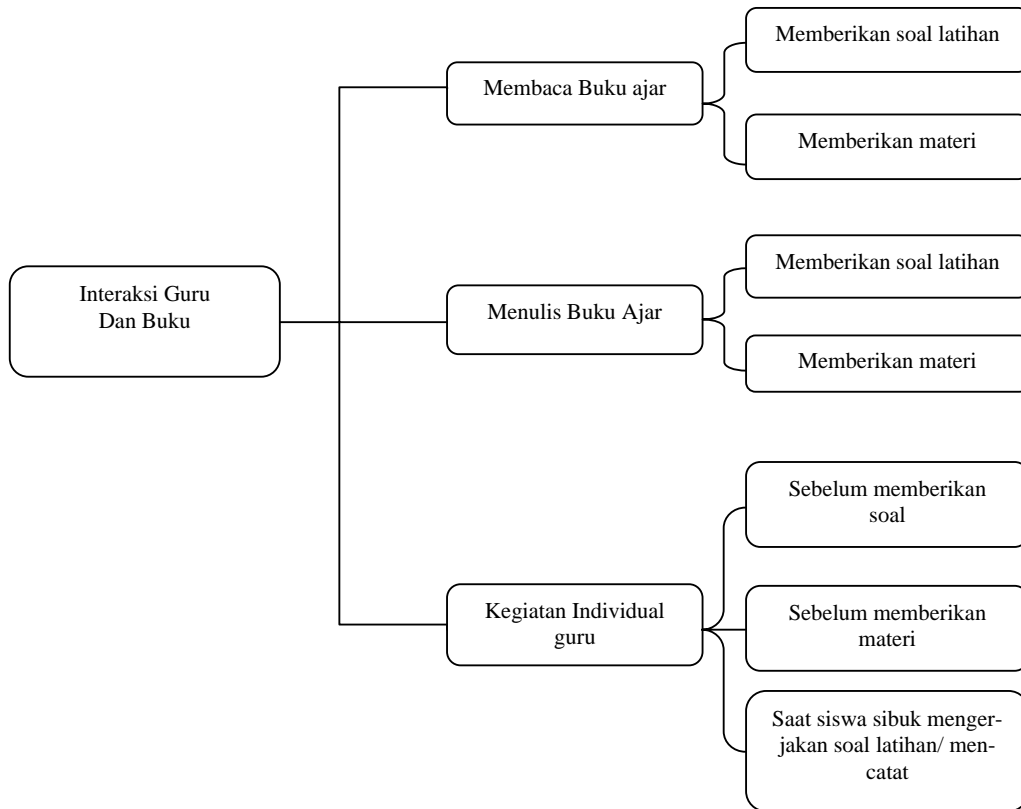 Memberikan soal latihan
Membaca Buku ajar
Memberikan materi
Memberikan soal latihan
Interaksi Guru
Dan Buku
Menulis Buku Ajar
Memberikan materi
Sebelum memberikan
soal
Kegiatan Individual
guru
Sebelum memberikan
materi
Saat siswa sibuk menger-
jakan soal latihan/ men-
catat